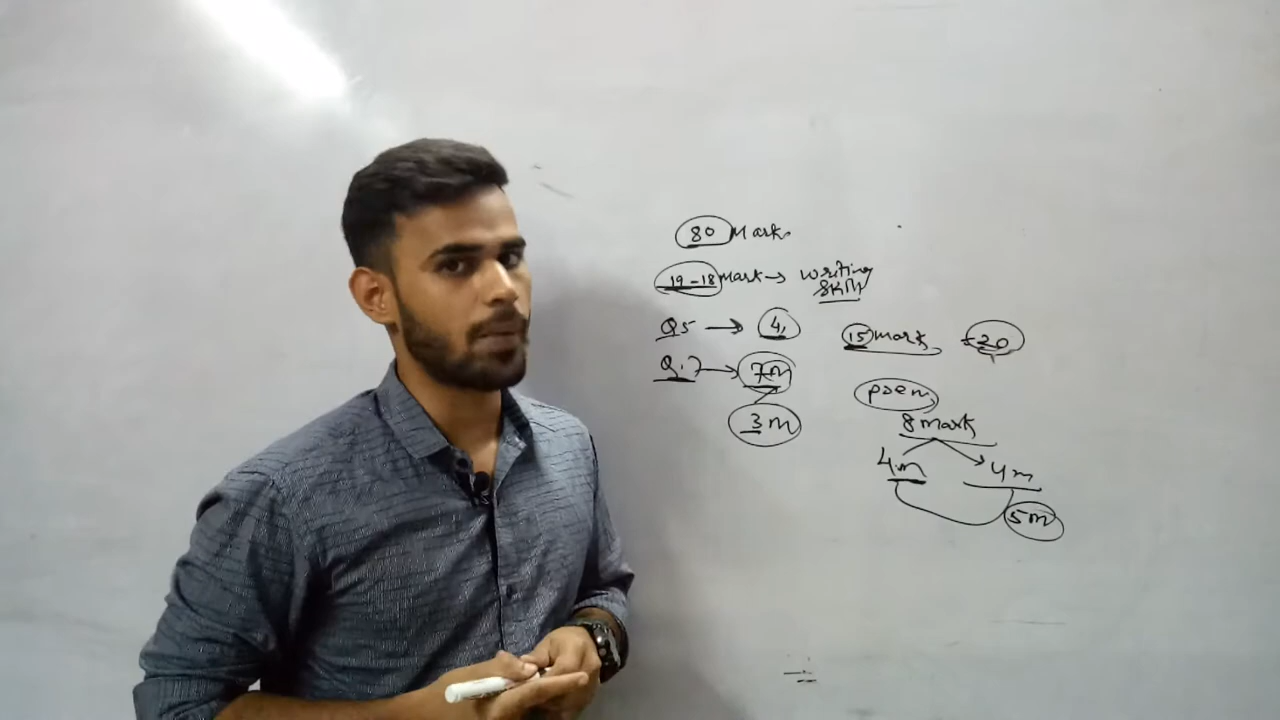 80 Marks
19-18 Mark → writing skill
Q5 → 4
15 mark +20
Q.7 → 7m
3m
poem
8 mark
4m 4m
5m